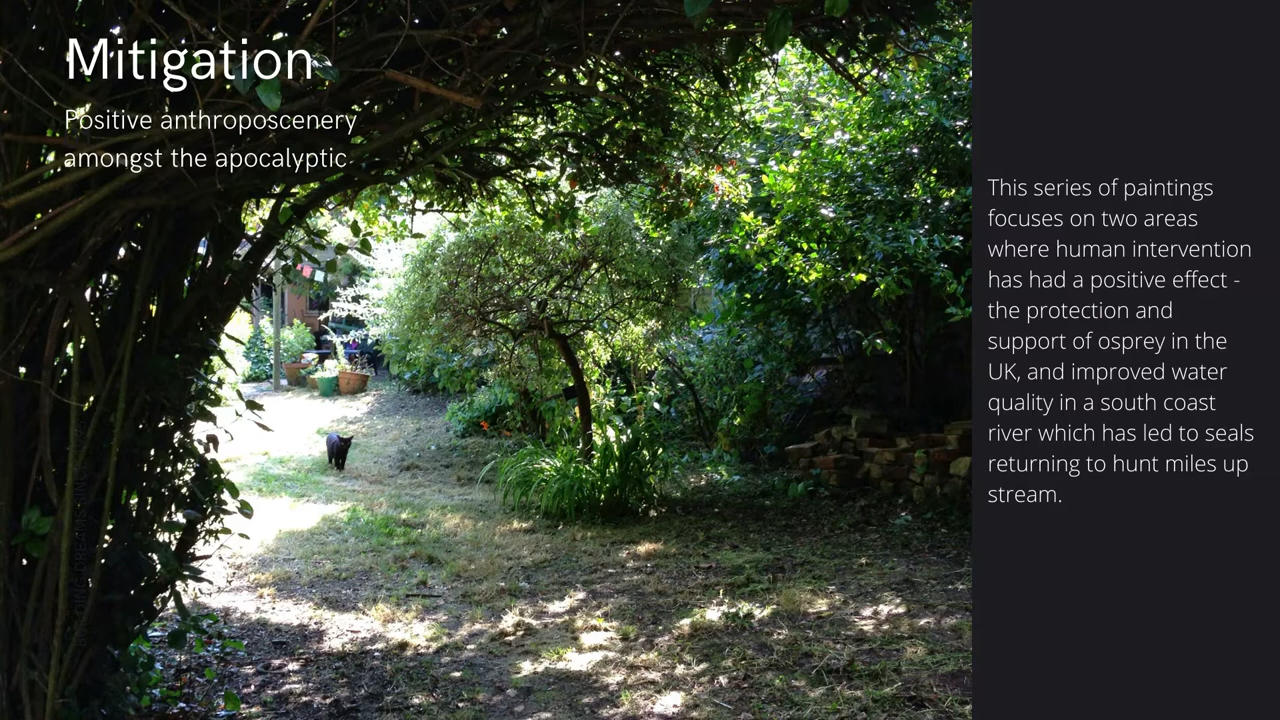 Mitigation
Positive anthroposcenery
amongst the apocalyptic
This series of paintings
focuses on two areas
where human intervention
has had a positive effect -
the protection and
support of osprey in the
UK, and improved water
quality in a south coast
river which has led to seals
returning to hunt miles up
stream.